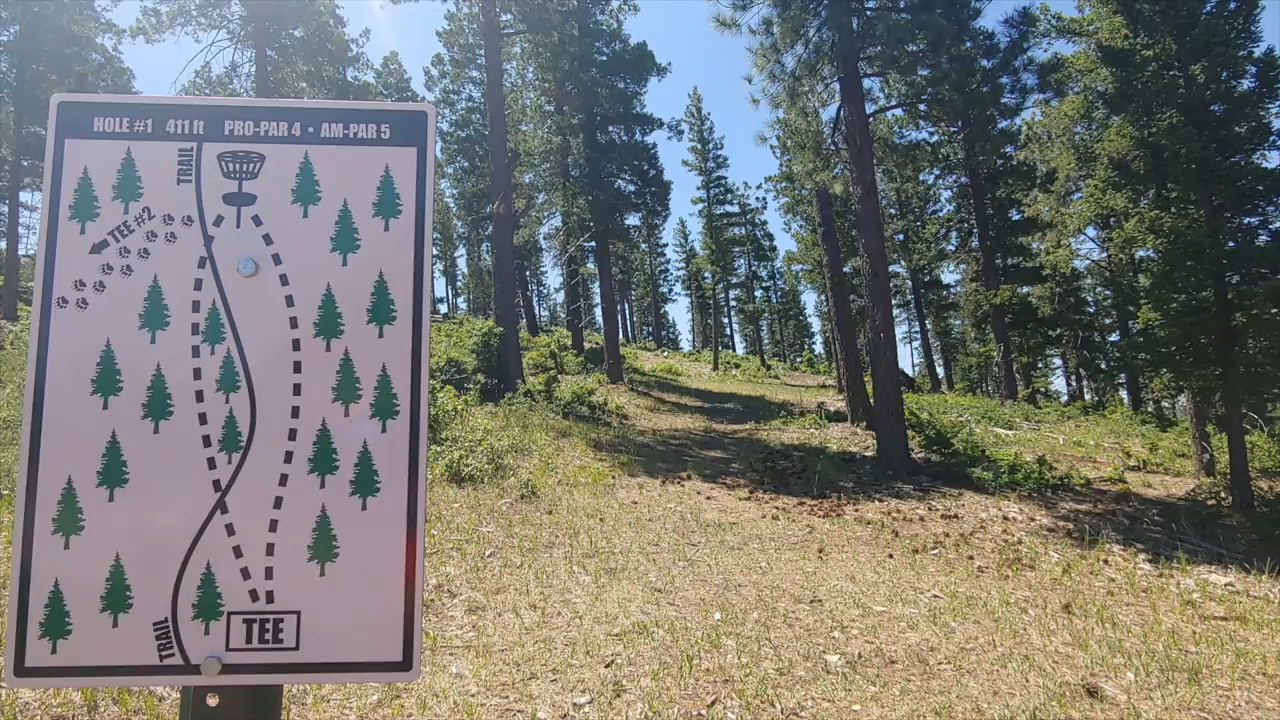 HOLE #1 411 ft PRO-PAR 4 • AM-PAR 5
TRAIL
TEE #2
TRAIL
TEE